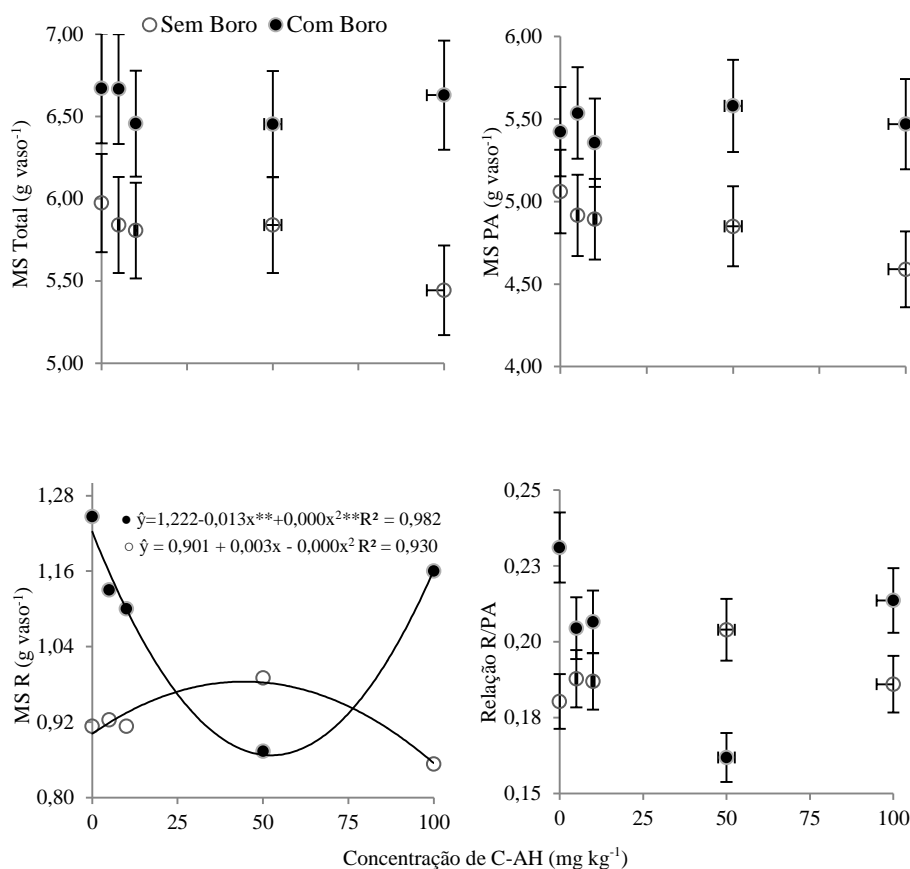 Sem Boro Com Boro
7,00
6,50
6,00
5,50
5,00
MS Total (g vaso⁻¹)
6,00
5,50
5,00
4,50
4,00
MS PA (g vaso⁻¹)
1,28
1,16
1,04
0,92
0,80
MS R (g vaso⁻¹)
ŷ=1,222-0,013x**+0,000x²**R² = 0,982
ŷ = 0,901 + 0,003x - 0,000x² R² = 0,930
0 25 50 75 100
0,25
0,23
0,20
0,18
0,15
Relação R/PA
0 25 50 75 100
Concentração de C-AH (mg kg⁻¹)